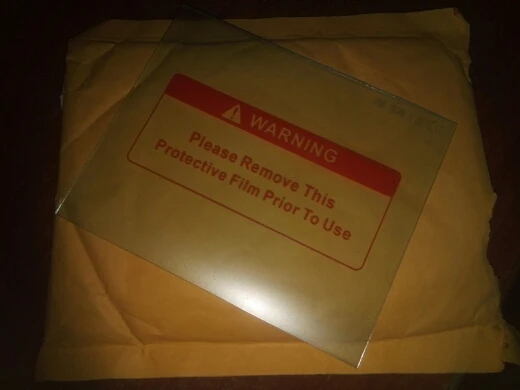 WARNING
Please Remove This
Protective Film Prior To Use